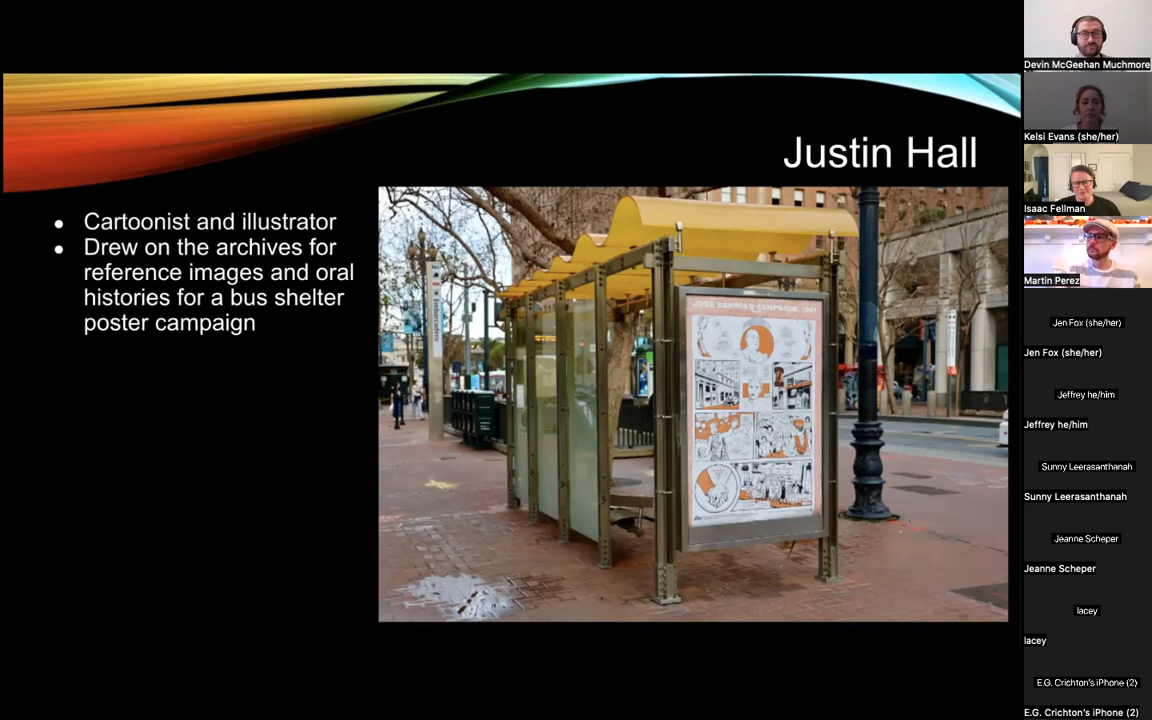 Justin Hall
Cartoonist and illustrator
Drew on the archives for
reference images and oral
histories for a bus shelter
poster campaign
JOSE SARRIA'S CAMPAIGN, 1961
Embarcadero
Devin McGeehan Muchmore
Kelsi Evans (she/her)
Isaac Fellman
Martin Perez
Jen Fox (she/her)
Jen Fox (she/her)
Jeffrey he/him
Jeffrey he/him
Sunny Leerasanthanah
Sunny Leerasanthanah
Jeanne Scheper
Jeanne Scheper
lacey
lacey
E.G. Crichton's iPhone (2)
E.G. Crichton's iPhone (2)